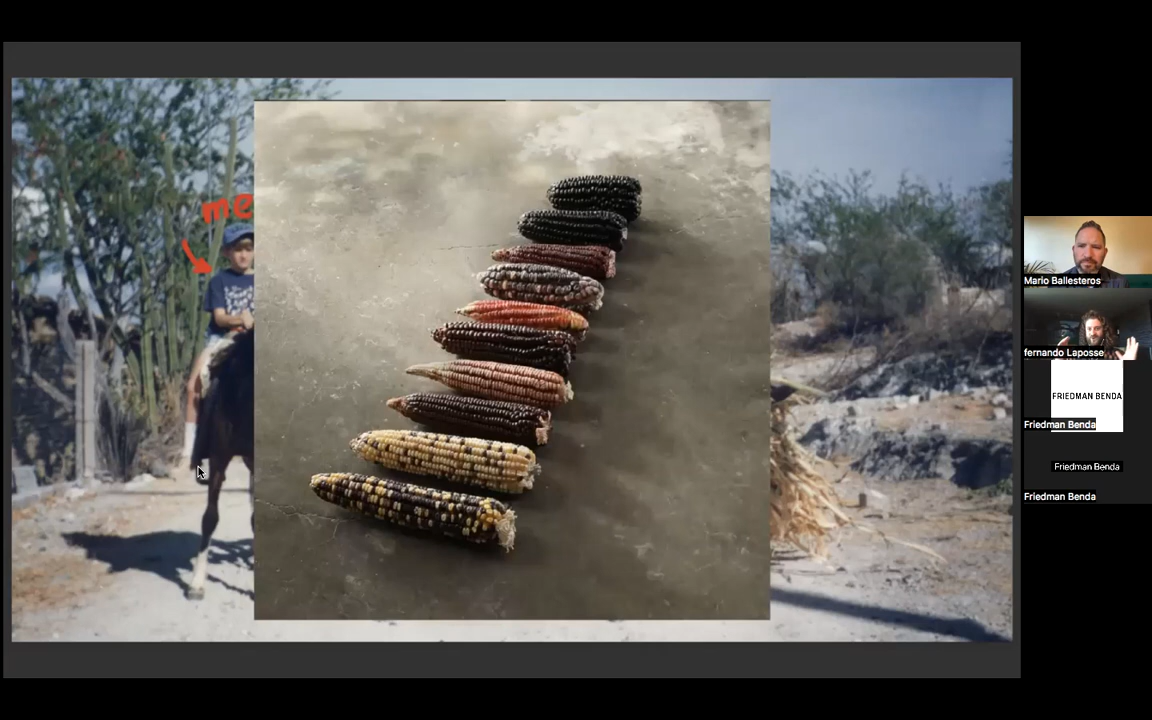 me
Mario Ballesteros
fernando Laposse
FRIEDMAN BENDA
Friedman Benda
Friedman Benda
Friedman Benda